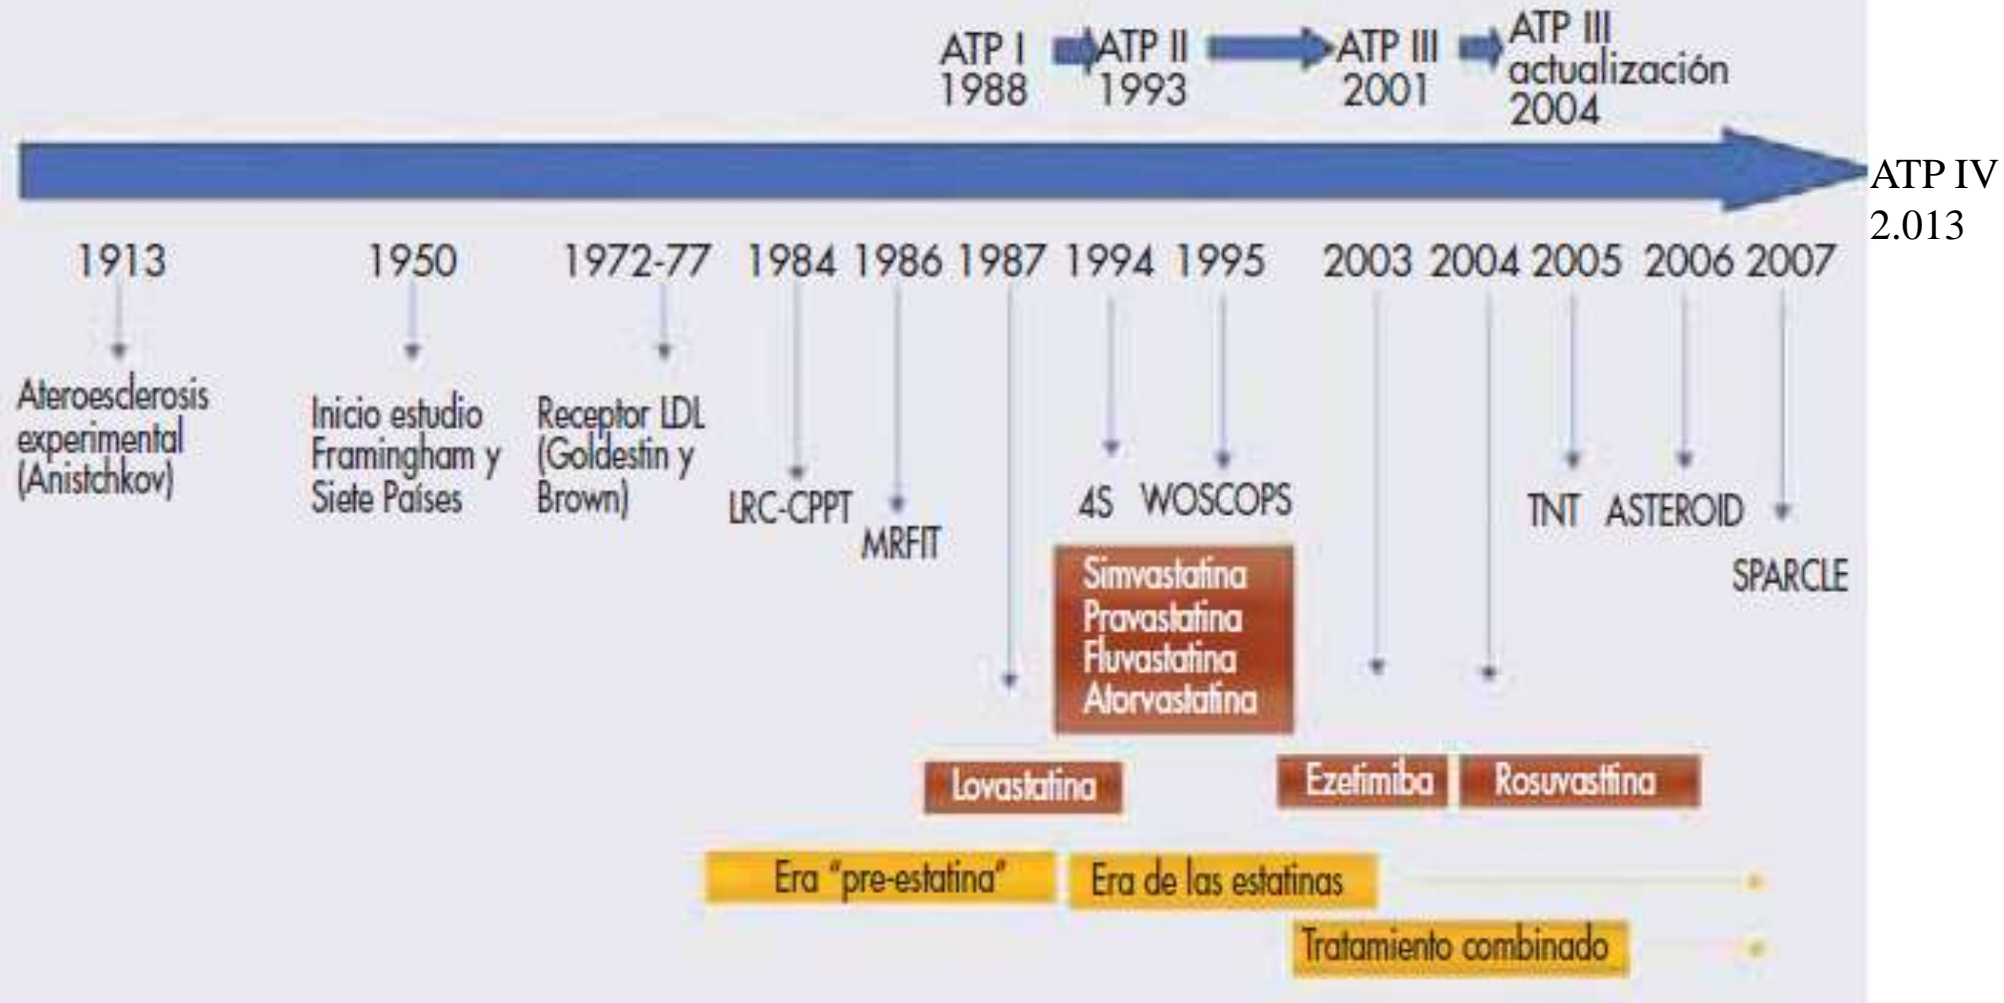 ATP I
1988
ATP II
1993
ATP III
2001
ATP III
actualización
2004
ATP IV
2.013
1913
1950
1972-77
1984
1986
1987
1994
1995
2003
2004
2005
2006
2007
Ateroesclerosis
experimental
(Anistchkov)
Inicio estudio
Framingham y
Siete Países
Receptor LDL
(Goldestin y
Brown)
LRC-CPPT
MRFIT
4S
WOSCOPS
TNT
ASTEROID
SPARCLE
Simvastatina
Pravastatina
Fluvastatina
Atorvastatina
Lovastatina
Ezetimiba
Rosuvasttina
Era "pre-estatina"
Era de las estatinas
Tratamiento combinado